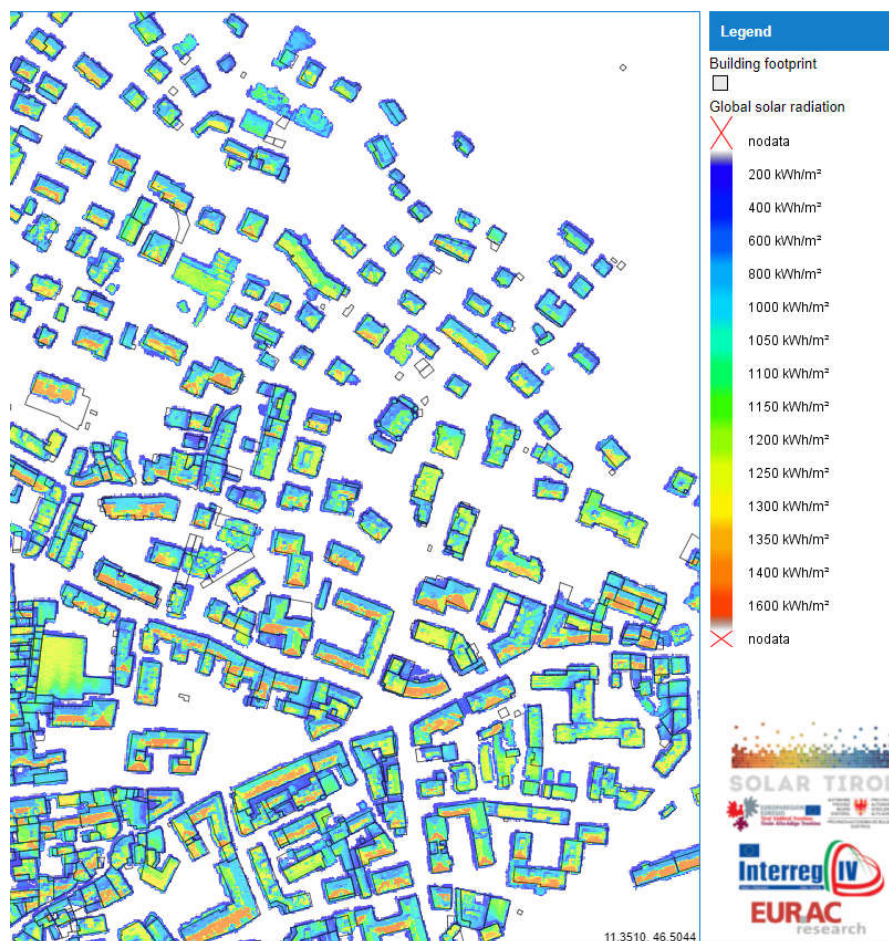 Legend
Building footprint
Global solar radiation
nodata
200 kWh/m²
400 kWh/m²
600 kWh/m²
800 kWh/m²
1000 kWh/m²
1050 kWh/m²
1100 kWh/m²
1150 kWh/m²
1200 kWh/m²
1250 kWh/m²
1300 kWh/m²
1350 kWh/m²
1400 kWh/m²
1600 kWh/m²
nodata
SOLAR TIROL
Interreg IV
EURAC
research
11.3510, 46.5044